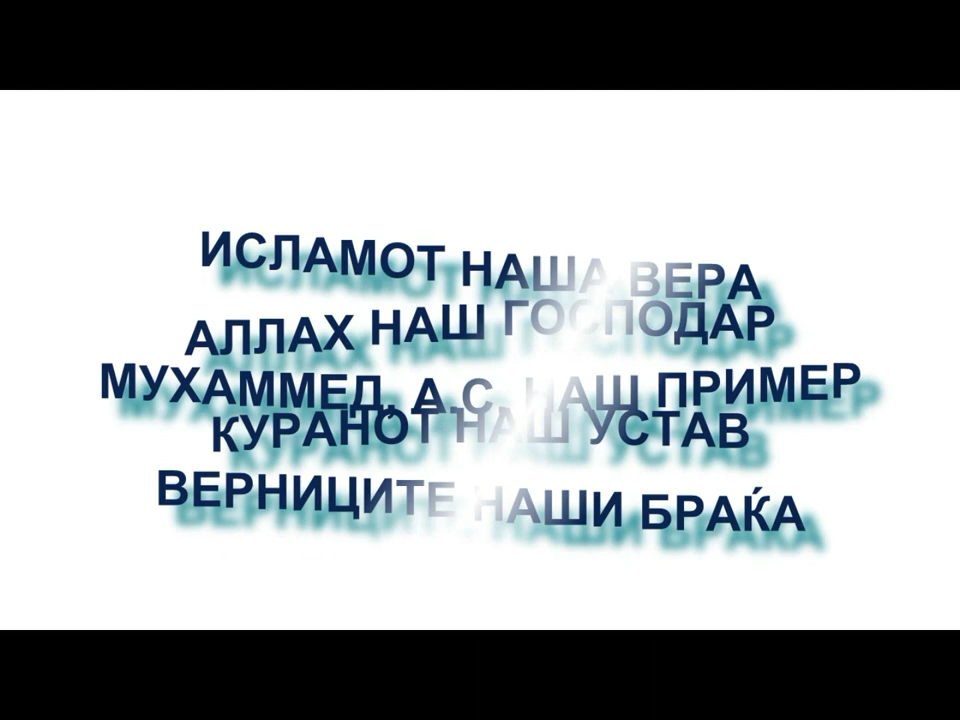 ИСЛАМОТ НАША ВЕРА
АЛЛАХ НАШ ГОСПОДАР
МУХАММЕД, А.С. НАШ ПРИМЕР
КУРАНОТ НАШ УСТАВ
ВЕРНИЦИТЕ НАШИ БРАЌА